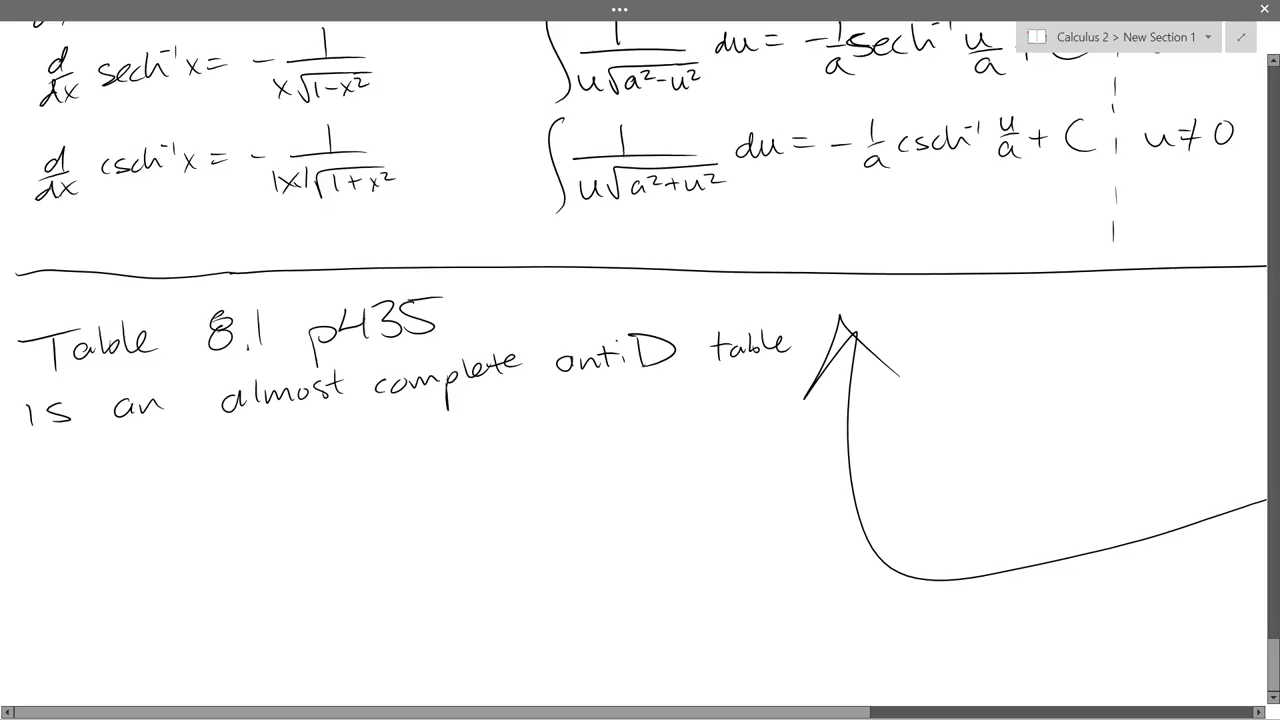 Calculus 2 > New Section 1
d/dx sech⁻¹x = - 1/(x√(1-x²))
∫ 1/(u√(a²-u²)) du = -1/a sech⁻¹ u/a + C
d/dx csch⁻¹x = - 1/(|x|√(1+x²))
∫ 1/(u√(a²+u²)) du = - 1/a csch⁻¹ u/a + C u≠0
Table 8.1 p435
is an almost complete antiD table